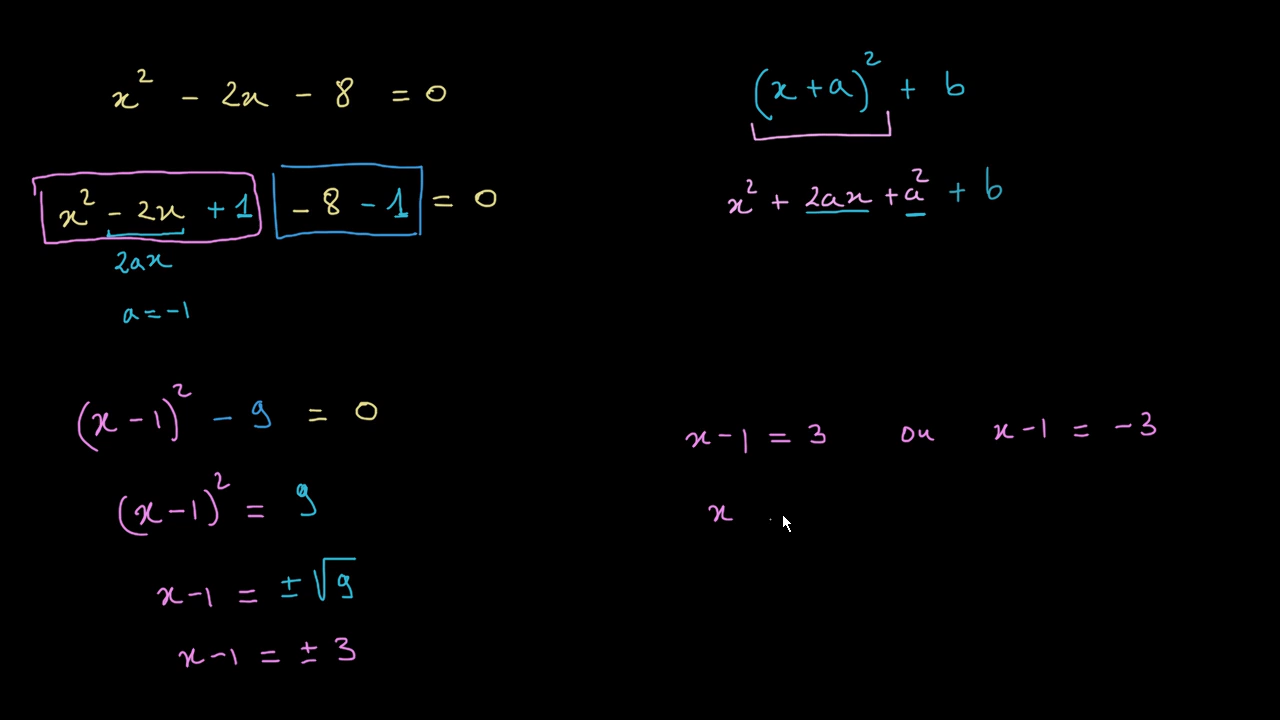 x² - 2x - 8 = 0
x² - 2x + 1 - 8 - 1 = 0
2ax
a = -1
(x - 1)² - 9 = 0
(x - 1)² = 9
x - 1 = ± √9
x - 1 = ± 3
(x + a)² + b
x² + 2ax + a² + b
x - 1 = 3 ou x - 1 = -3
x